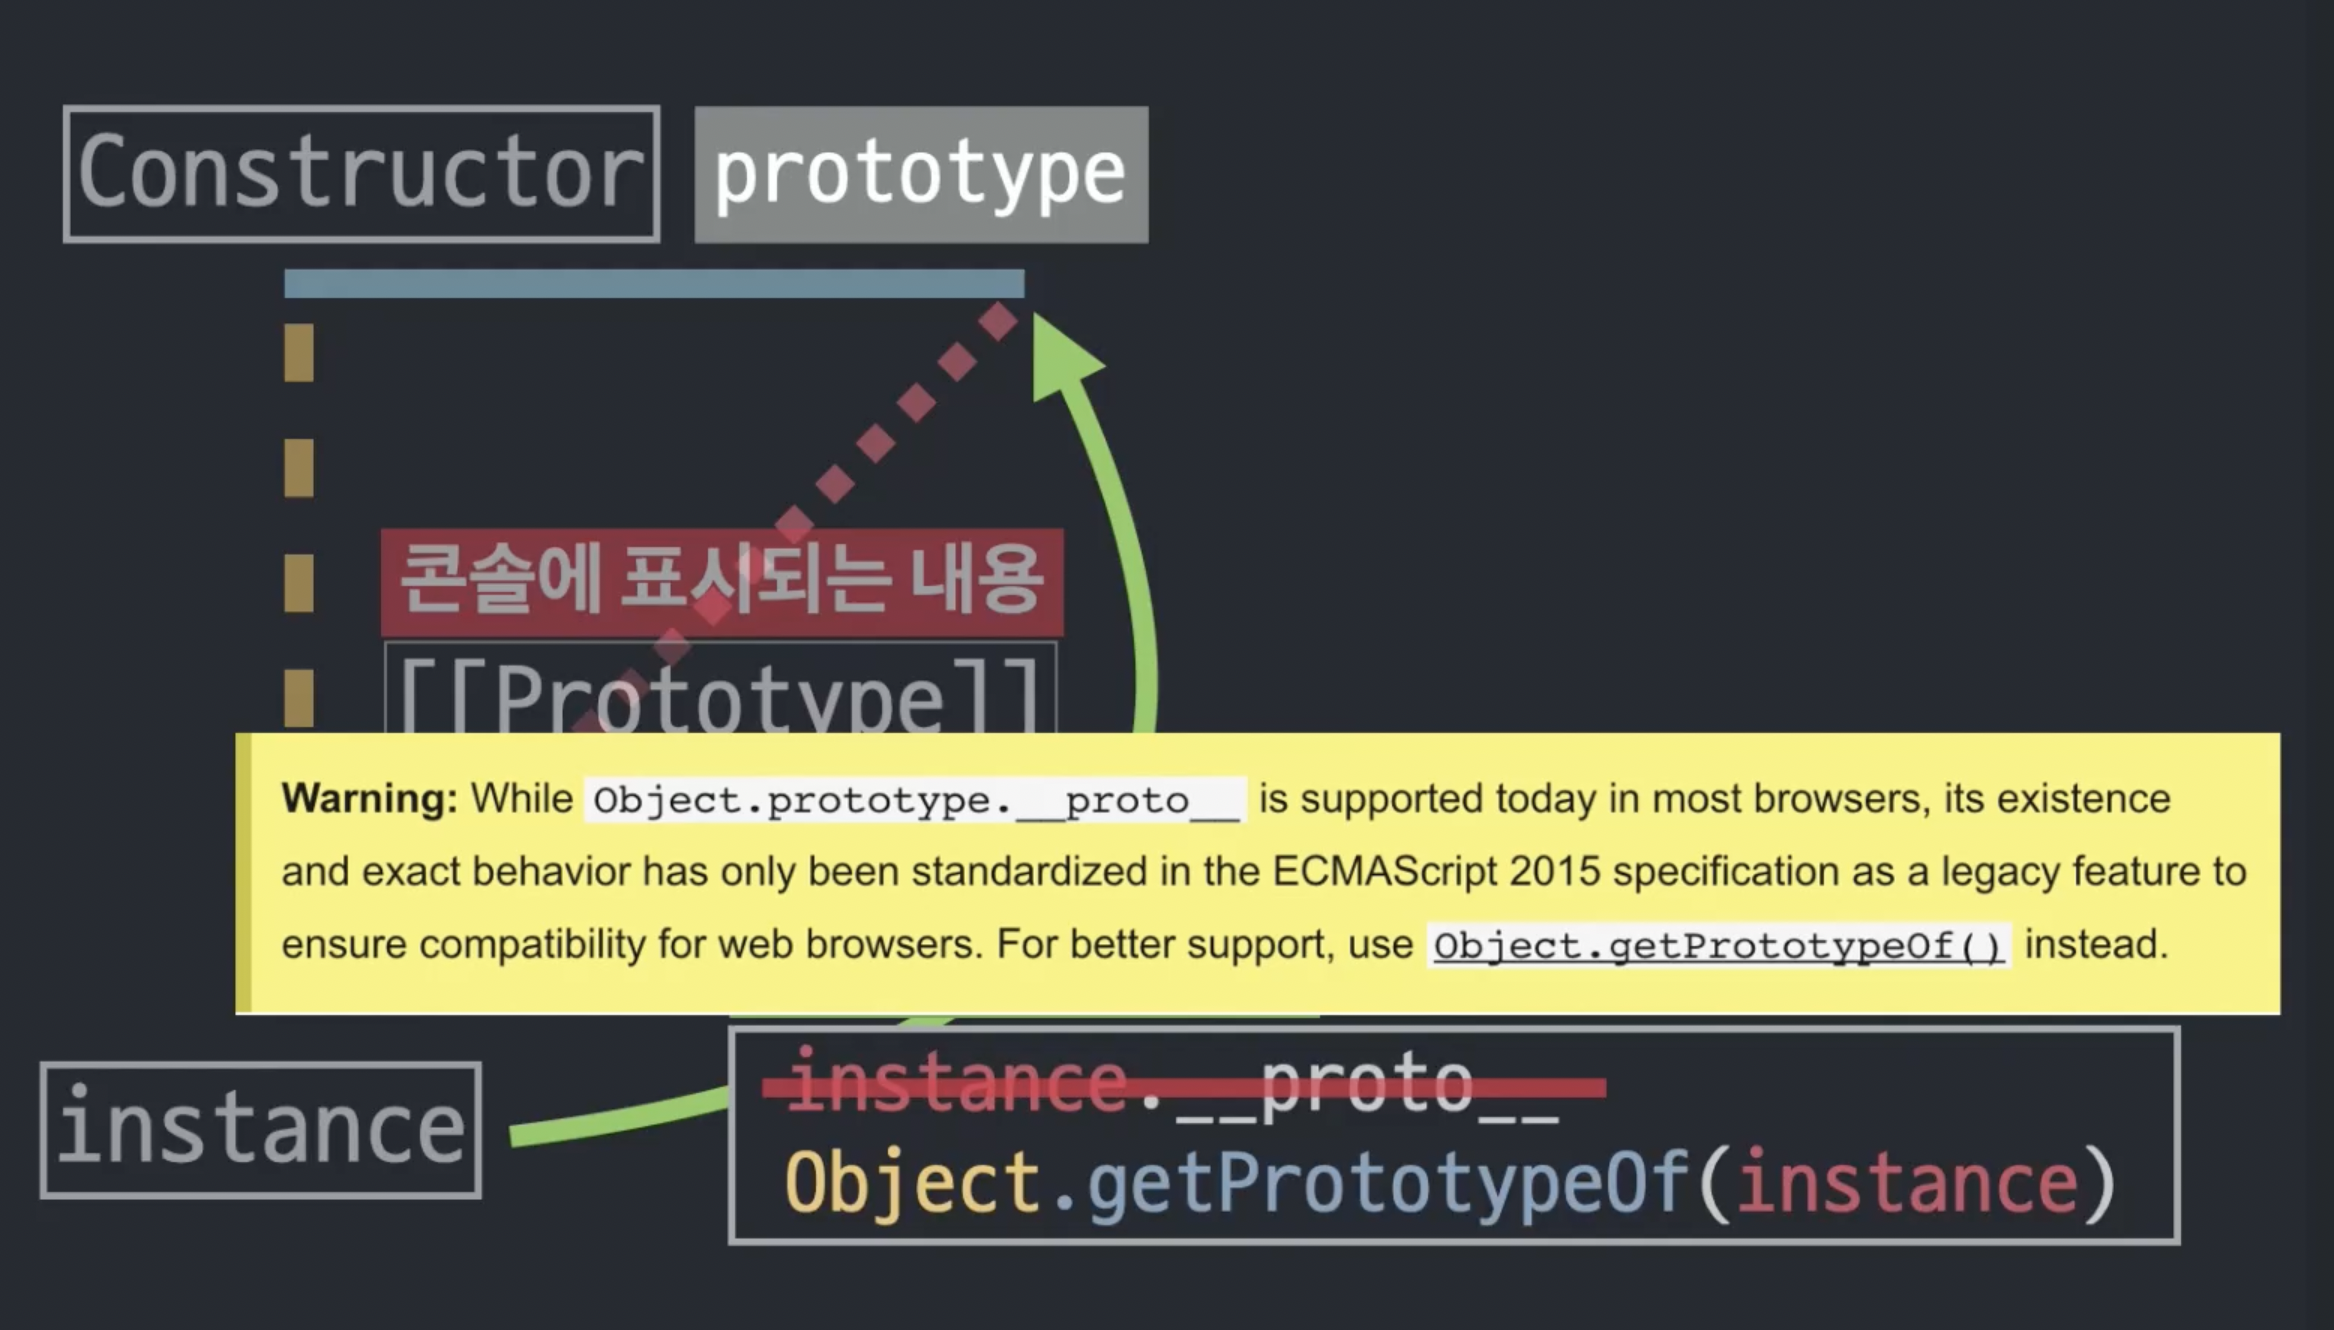 Constructor prototype
콘솔에 표시되는 내용
[[Prototype]]
Warning: While Object.prototype.__proto__ is supported today in most browsers, its existence
and exact behavior has only been standardized in the ECMAScript 2015 specification as a legacy feature to
ensure compatibility for web browsers. For better support, use Object.getPrototypeOf() instead.
instance
instance.__proto__
Object.getPrototypeOf(instance)